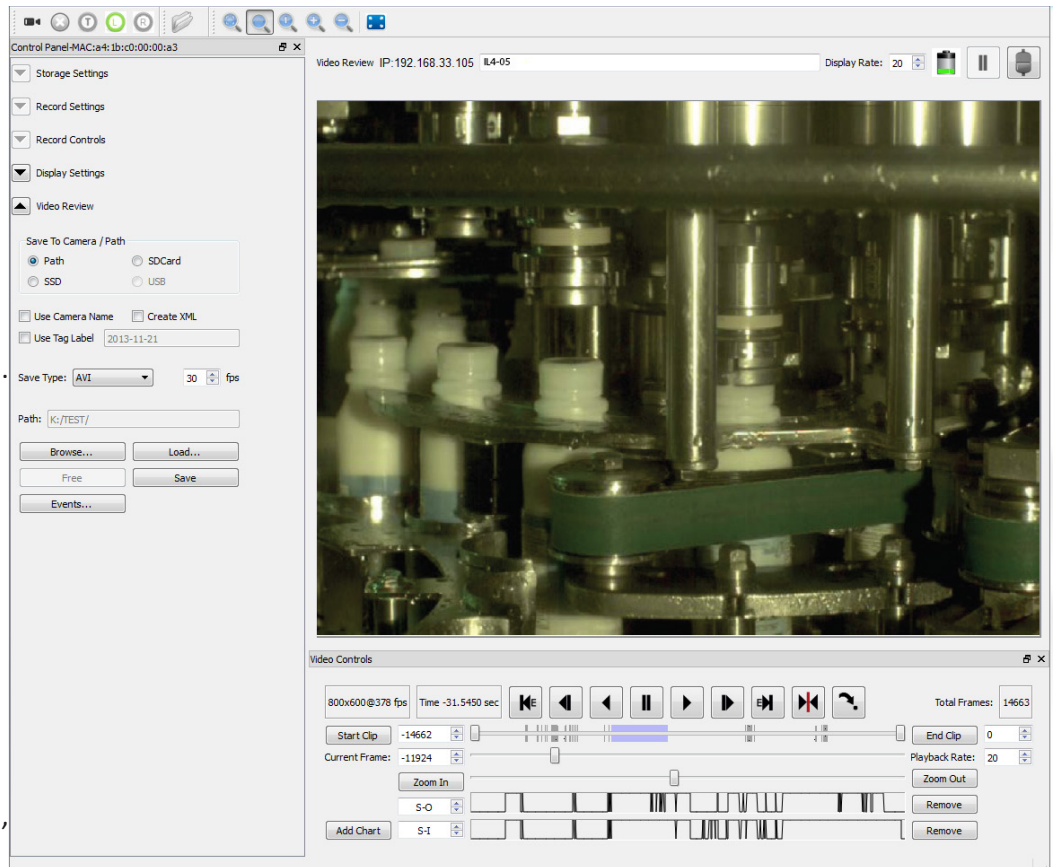 T L R
Control Panel-MAC:a4:1b:c0:00:00:a3
Storage Settings
Record Settings
Record Controls
Display Settings
Video Review
Save To Camera / Path
Path SDCard
SSD USB
Use Camera Name Create XML
Use Tag Label 2013-11-21
Save Type: AVI 30 fps
Path: K:/TEST/
Browse... Load...
Free Save
Events...
Video Review IP:192.168.33.105 IL4-05 Display Rate: 20
Video Controls
800x600@378 fps Time -31.5450 sec E E Total Frames: 14663
Start Clip -14662 End Clip 0
Current Frame: -11924 Playback Rate: 20
Zoom In Zoom Out
S-O Remove
Add Chart S-I Remove